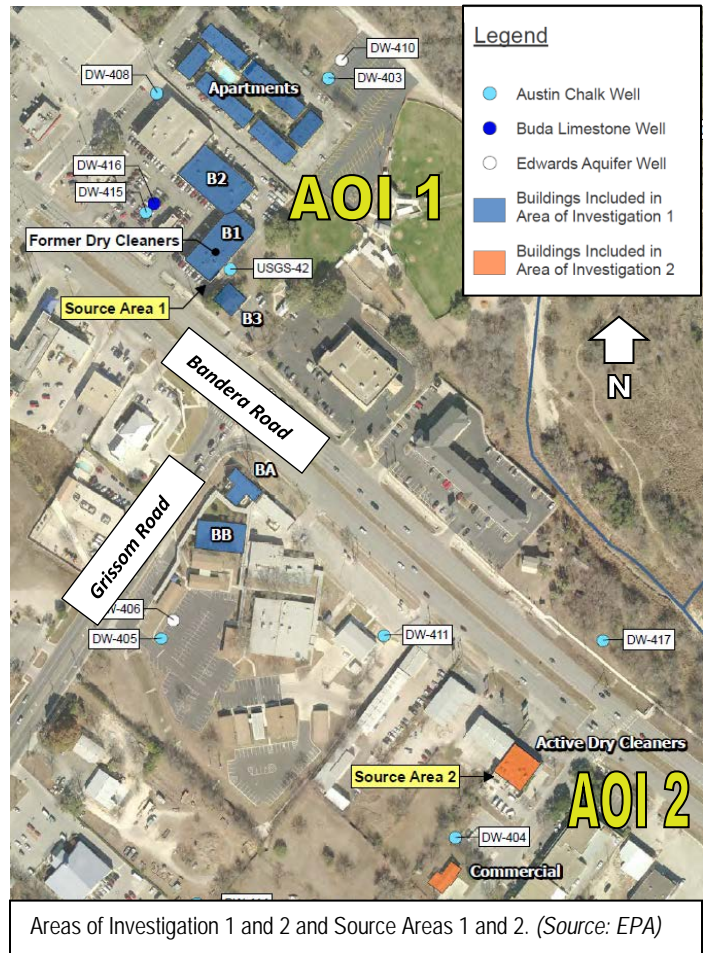 Legend
Austin Chalk Well
Buda Limestone Well
Edwards Aquifer Well
Buildings Included in
Area of Investigation 1
Buildings Included in
Area of Investigation 2
N
DW-410
DW-403
DW-408
Apartments
DW-416
DW-415
B2
AOI 1
Former Dry Cleaners
B1
USGS-42
Source Area 1
B3
Bandera Road
BA
Grissom Road
BB
-406
DW-405
DW-411
DW-417
Active Dry Cleaners
Source Area 2
AOI 2
DW-404
Commercial
Areas of Investigation 1 and 2 and Source Areas 1 and 2. (Source: EPA)